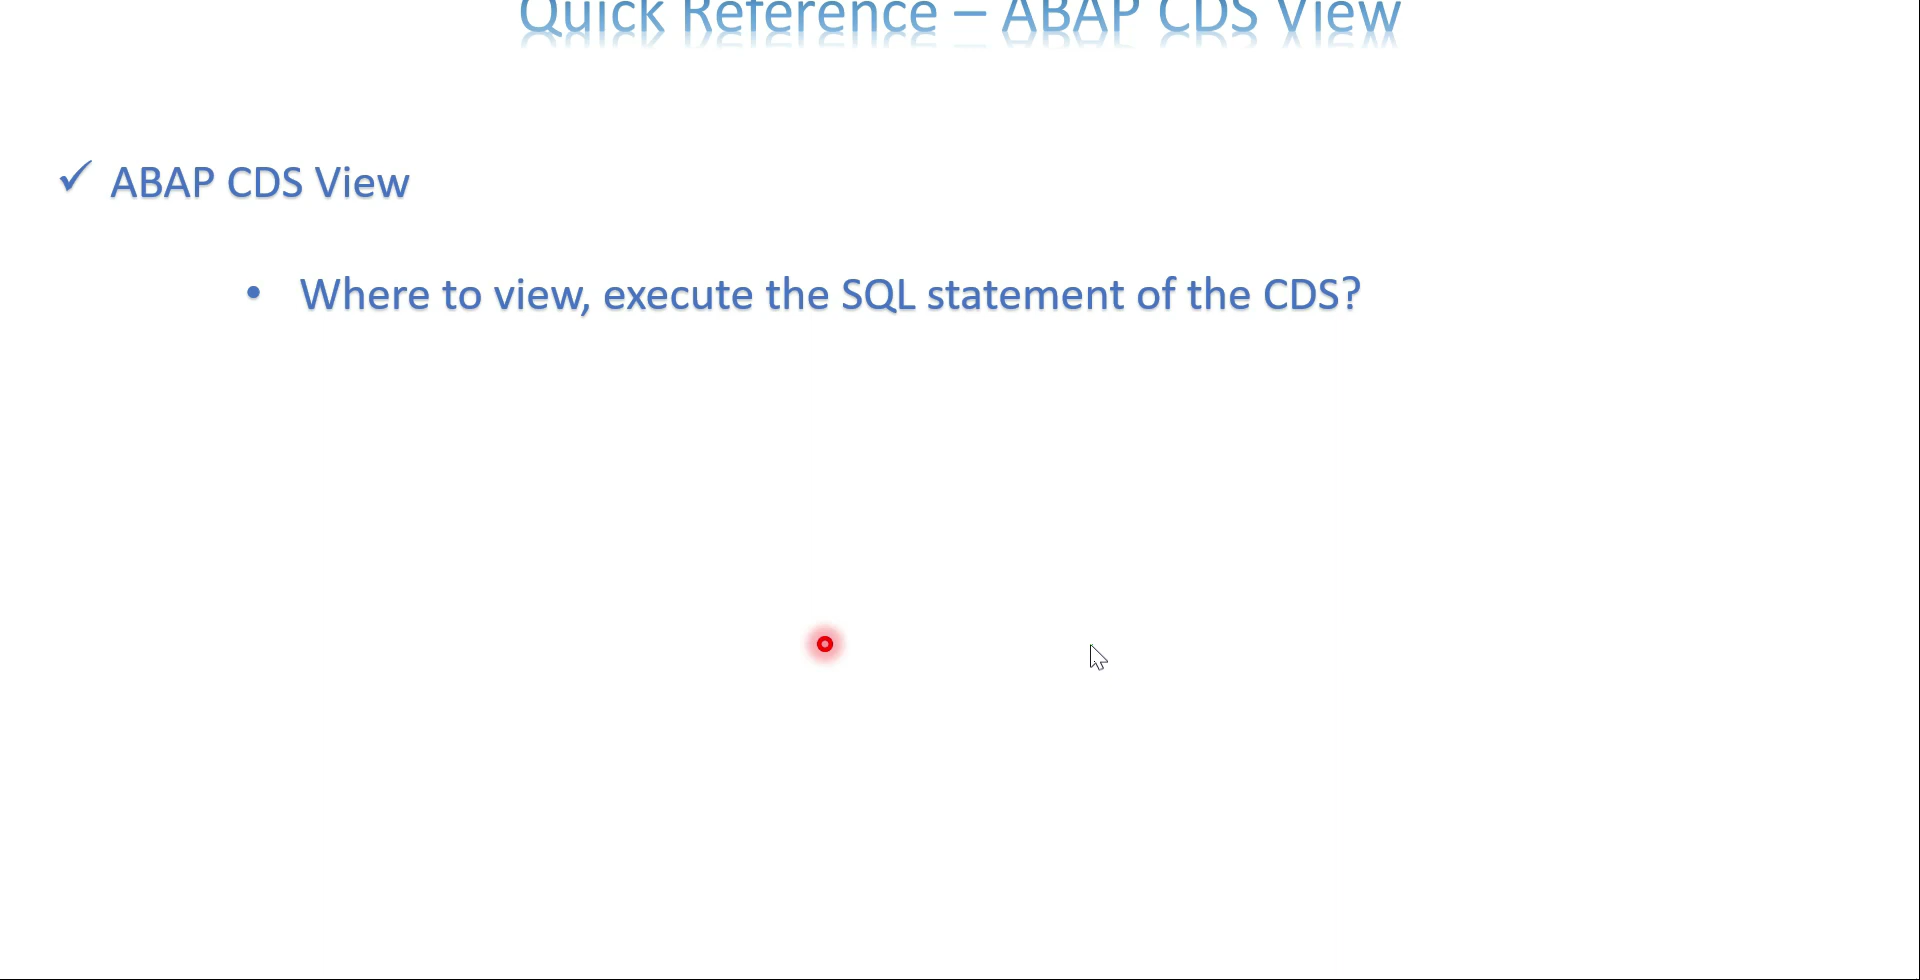 Quick Reference – ABAP CDS View
ABAP CDS View
Where to view, execute the SQL statement of the CDS?